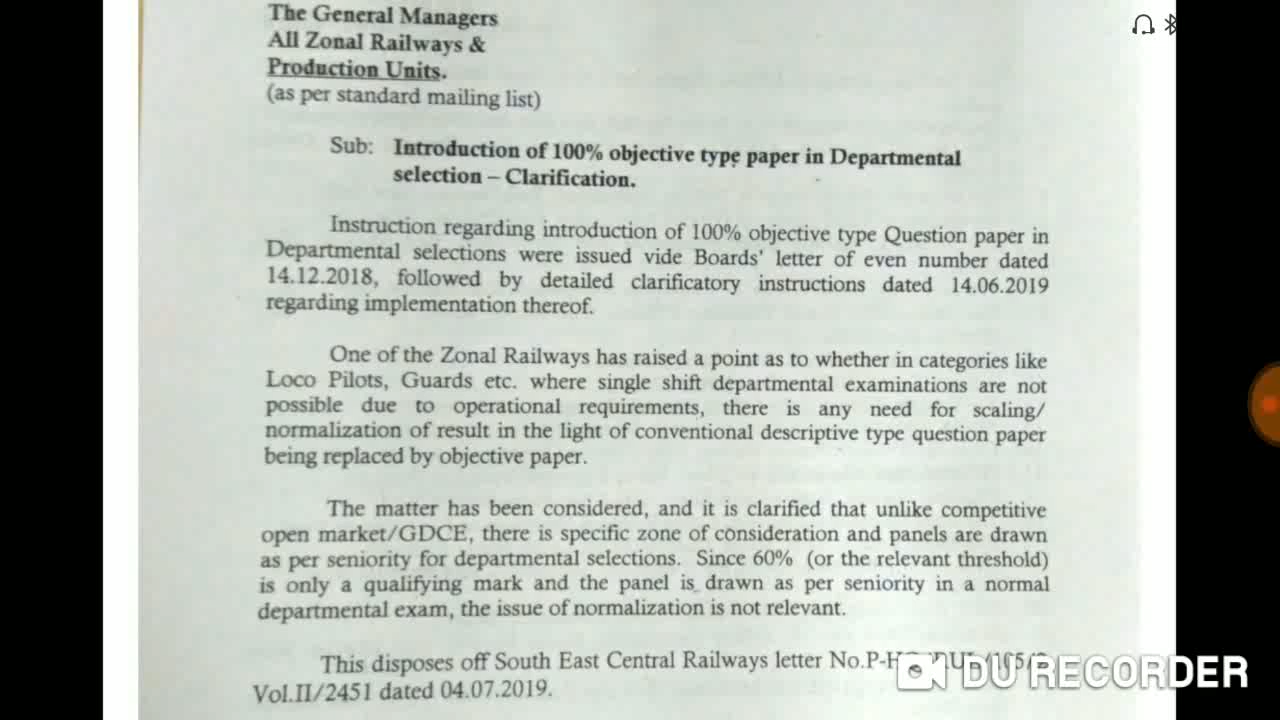 The General Managers
All Zonal Railways &
Production Units.
(as per standard mailing list)
Sub: Introduction of 100% objective type paper in Departmental
selection – Clarification.
Instruction regarding introduction of 100% objective type Question paper in
Departmental selections were issued vide Boards' letter of even number dated
14.12.2018, followed by detailed clarificatory instructions dated 14.06.2019
regarding implementation thereof.
One of the Zonal Railways has raised a point as to whether in categories like
Loco Pilots, Guards etc. where single shift departmental examinations are not
possible due to operational requirements, there is any need for scaling/
normalization of result in the light of conventional descriptive type question paper
being replaced by objective paper.
The matter has been considered, and it is clarified that unlike competitive
open market/GDCE, there is specific zone of consideration and panels are drawn
as per seniority for departmental selections. Since 60% (or the relevant threshold)
is only a qualifying mark and the panel is drawn as per seniority in a normal
departmental exam, the issue of normalization is not relevant.
This disposes off South East Central Railways letter
Vol.II/2451 dated 04.07.2019.
DU RECORDER